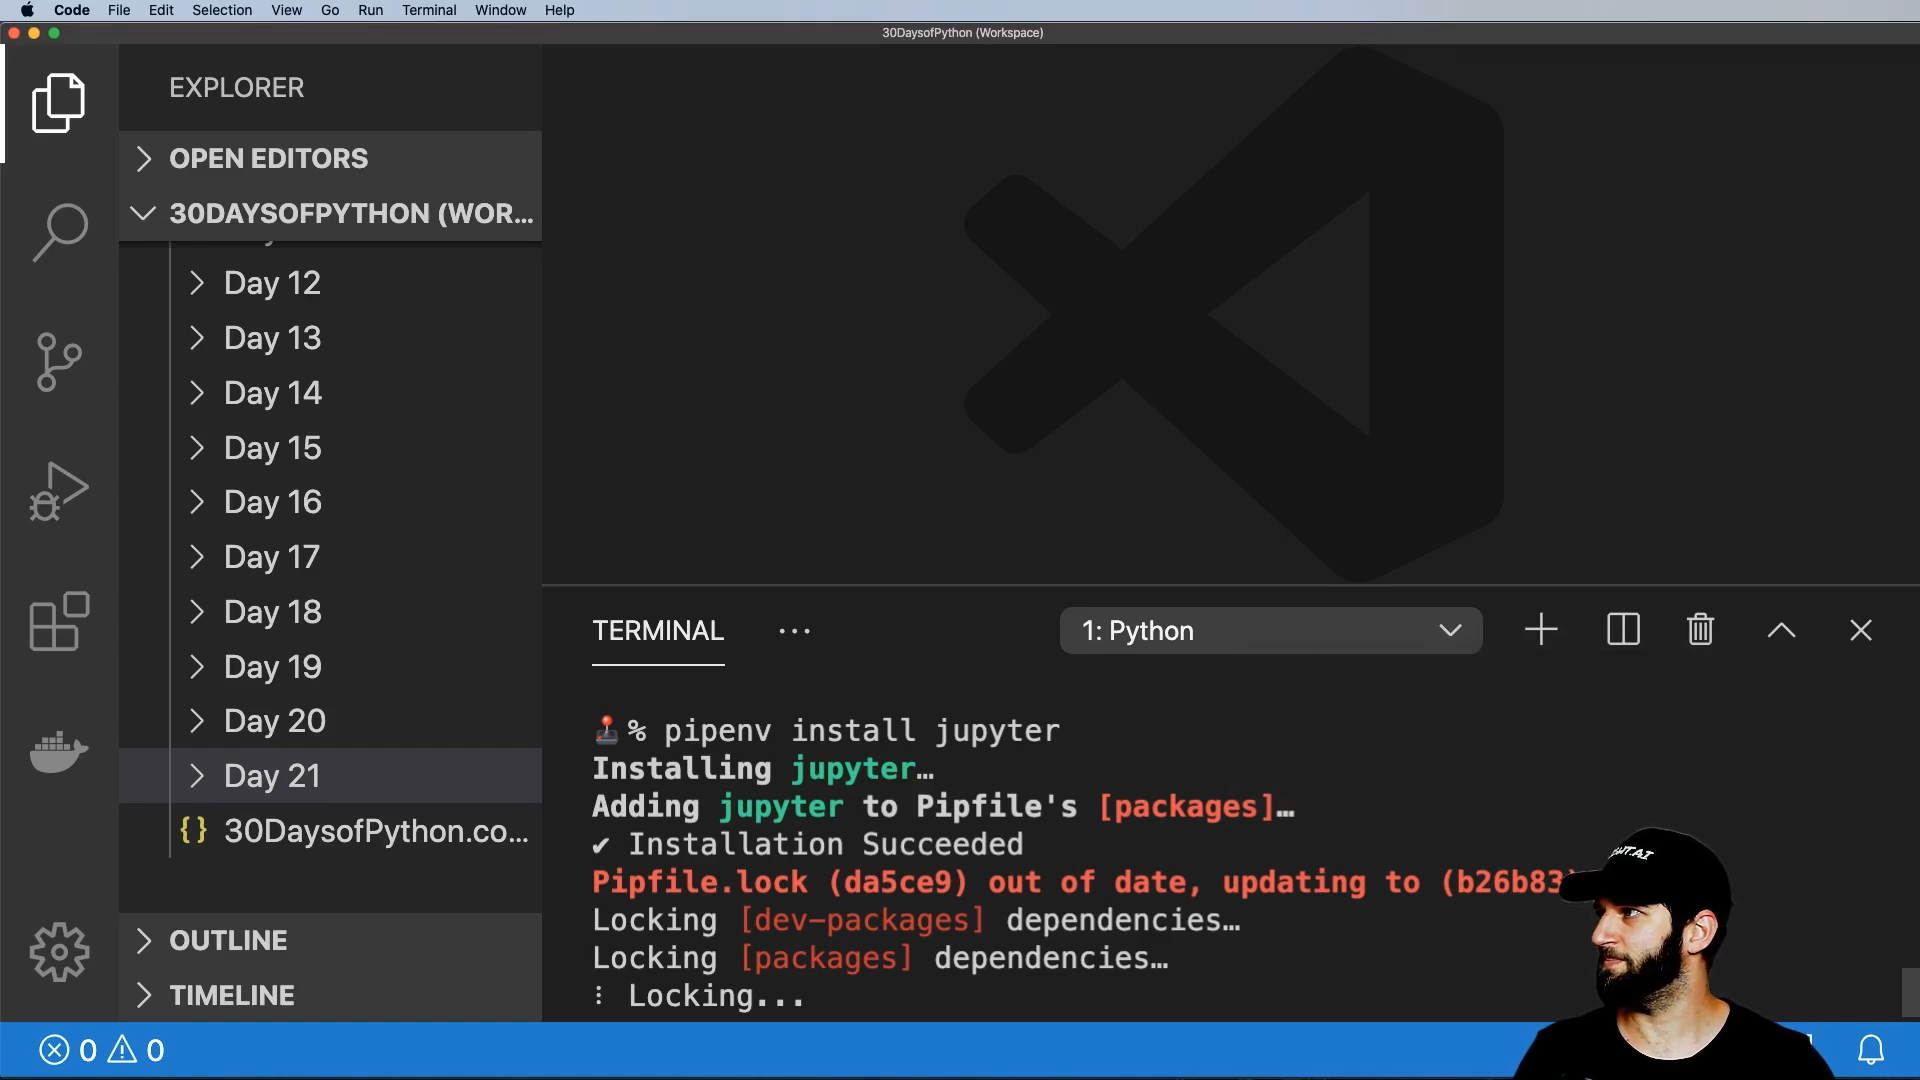 Code File Edit Selection View Go Run Terminal Window Help
30DaysofPython (Workspace)
EXPLORER
OPEN EDITORS
30DAYSOFPYTHON (WOR...
Day 12
Day 13
Day 14
Day 15
Day 16
Day 17
Day 18
Day 19
Day 20
Day 21
{} 30DaysofPython.co...
OUTLINE
TIMELINE
TERMINAL ... 1: Python
% pipenv install jupyter
Installing jupyter…
Adding jupyter to Pipfile's [packages]…
✔ Installation Succeeded
Pipfile.lock (da5ce9) out of date, updating to (b26b83)
Locking [dev-packages] dependencies…
Locking [packages] dependencies…
Locking...
0 0